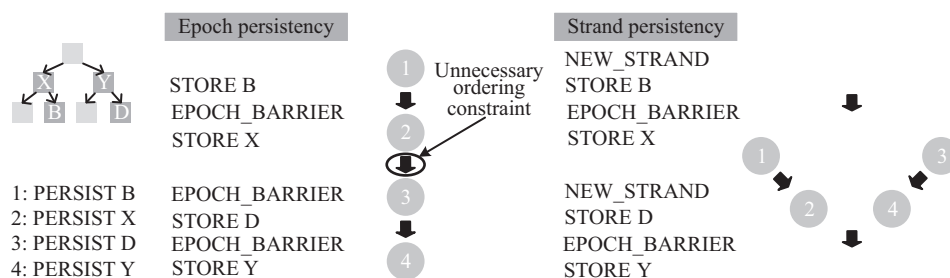 Epoch persistency
Strand persistency
X
Y
B
D
STORE B
EPOCH_BARRIER
STORE X
EPOCH_BARRIER
STORE D
EPOCH_BARRIER
STORE Y
1: PERSIST B
2: PERSIST X
3: PERSIST D
4: PERSIST Y
1
2
3
4
Unnecessary
ordering
constraint
NEW_STRAND
STORE B
EPOCH_BARRIER
STORE X
NEW_STRAND
STORE D
EPOCH_BARRIER
STORE Y
1
3
2
4